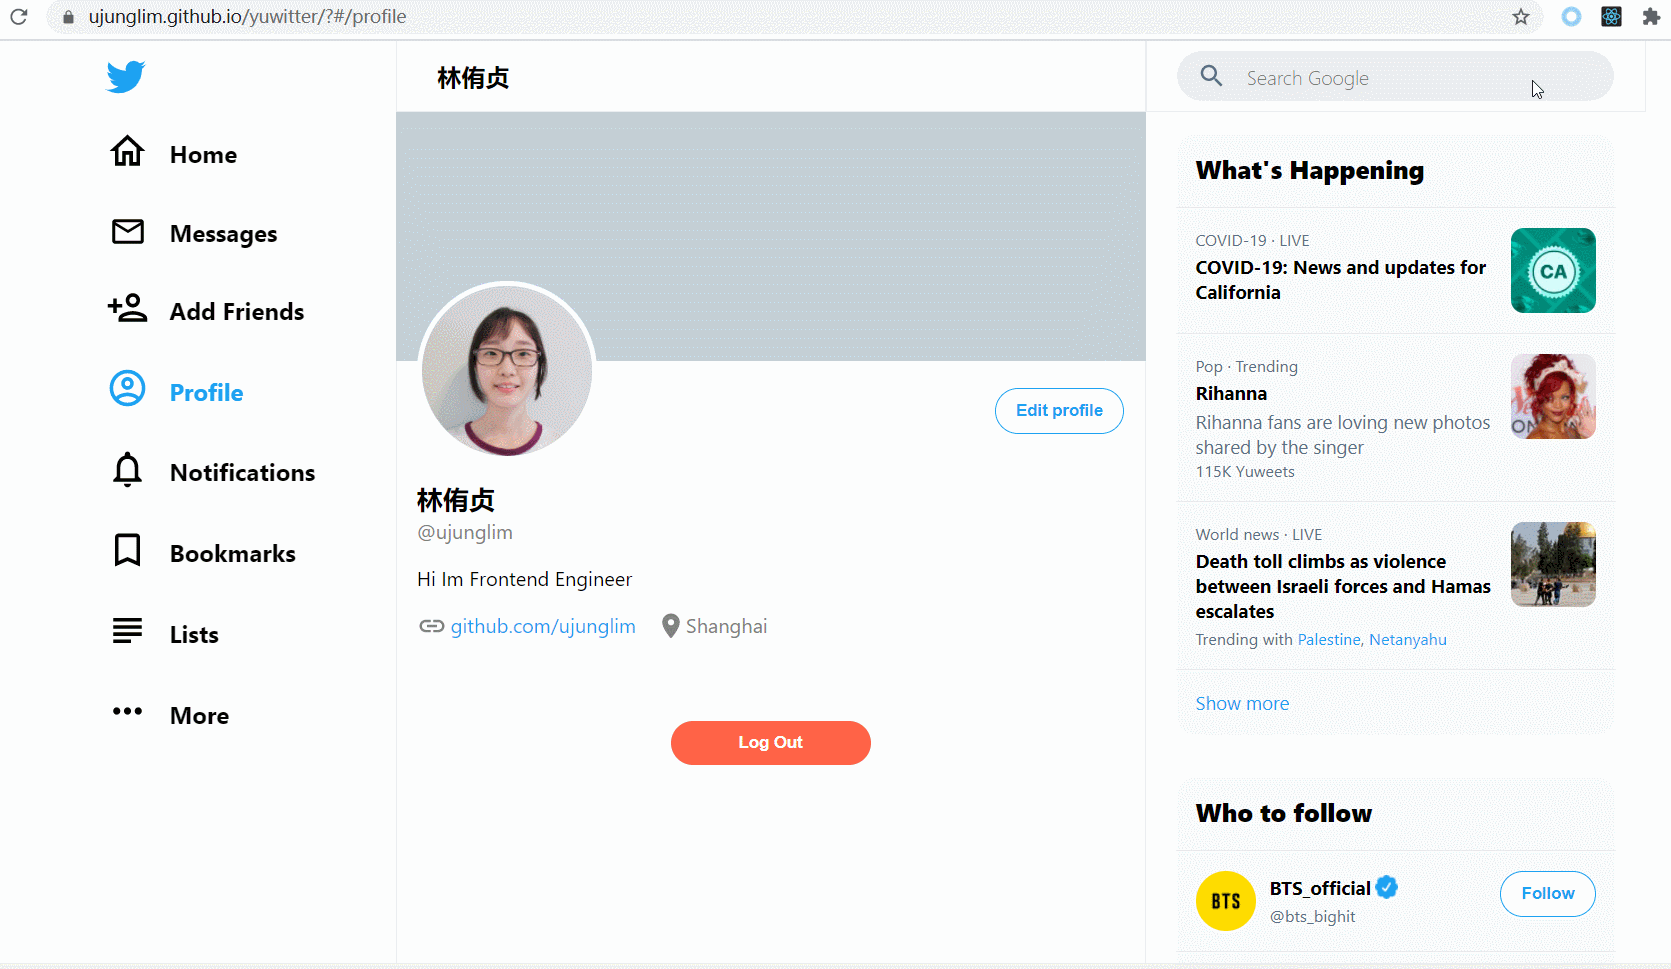 ujunglim.github.io/yuwitter/?#/profile
Home
Messages
Add Friends
Profile
Notifications
Bookmarks
Lists
More
林侑贞
Edit profile
林侑贞
@ujunglim
Hi Im Frontend Engineer
github.com/ujunglim
Shanghai
Log Out
Search Google
What's Happening
COVID-19 · LIVE
COVID-19: News and updates for
California
CA
Pop · Trending
Rihanna
Rihanna fans are loving new photos
shared by the singer
115K Yuweets
World news · LIVE
Death toll climbs as violence
between Israeli forces and Hamas
escalates
Trending with Palestine, Netanyahu
Show more
Who to follow
BTS
BTS_official
@bts_bighit
Follow